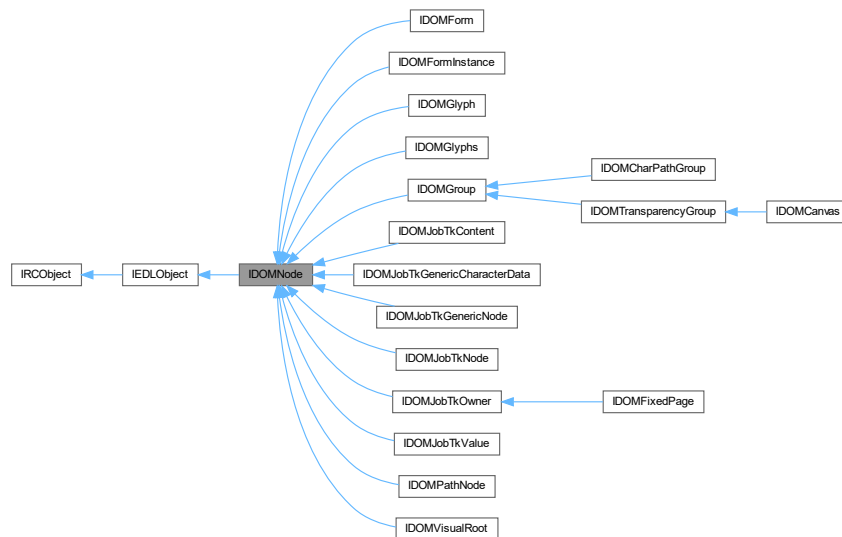 IDOMForm
IDOMFormInstance
IDOMGlyph
IDOMGlyphs
IDOMCharPathGroup
IDOMGroup
IDOMTransparencyGroup
IDOMCanvas
IDOMJobTkContent
IRCObject
IEDLObject
IDOMNode
IDOMJobTkGenericCharacterData
IDOMJobTkGenericNode
IDOMJobTkNode
IDOMJobTkOwner
IDOMFixedPage
IDOMJobTkValue
IDOMPathNode
IDOMVisualRoot